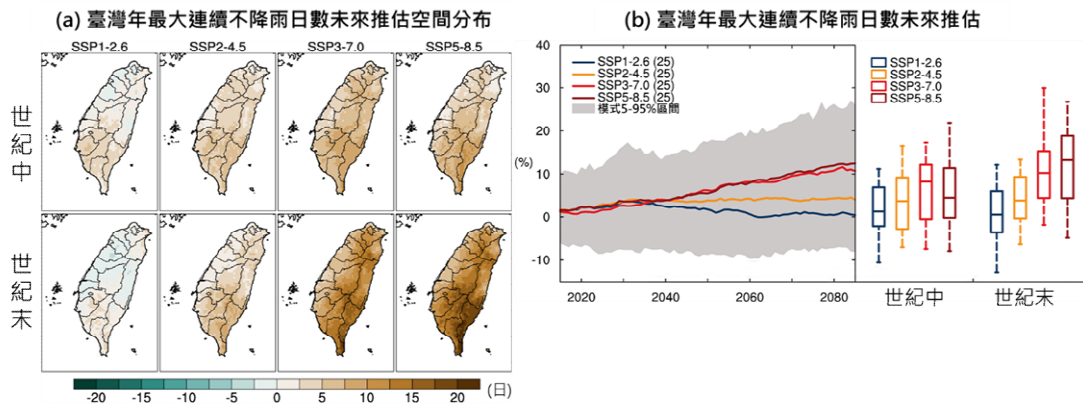 (a) 臺灣年最大連續不降雨日數未來推估空間分布
SSP1-2.6 SSP2-4.5 SSP3-7.0 SSP5-8.5
世紀中
世紀末
-20 -15 -10 -5 0 5 10 15 20 (日)
(b) 臺灣年最大連續不降雨日數未來推估
40
30
20
10
0
-10
(%)
SSP1-2.6 (25)
SSP2-4.5 (25)
SSP3-7.0 (25)
SSP5-8.5 (25)
模式5-95%區間
2020 2040 2060 2080
SSP1-2.6
SSP2-4.5
SSP3-7.0
SSP5-8.5
世紀中 世紀末